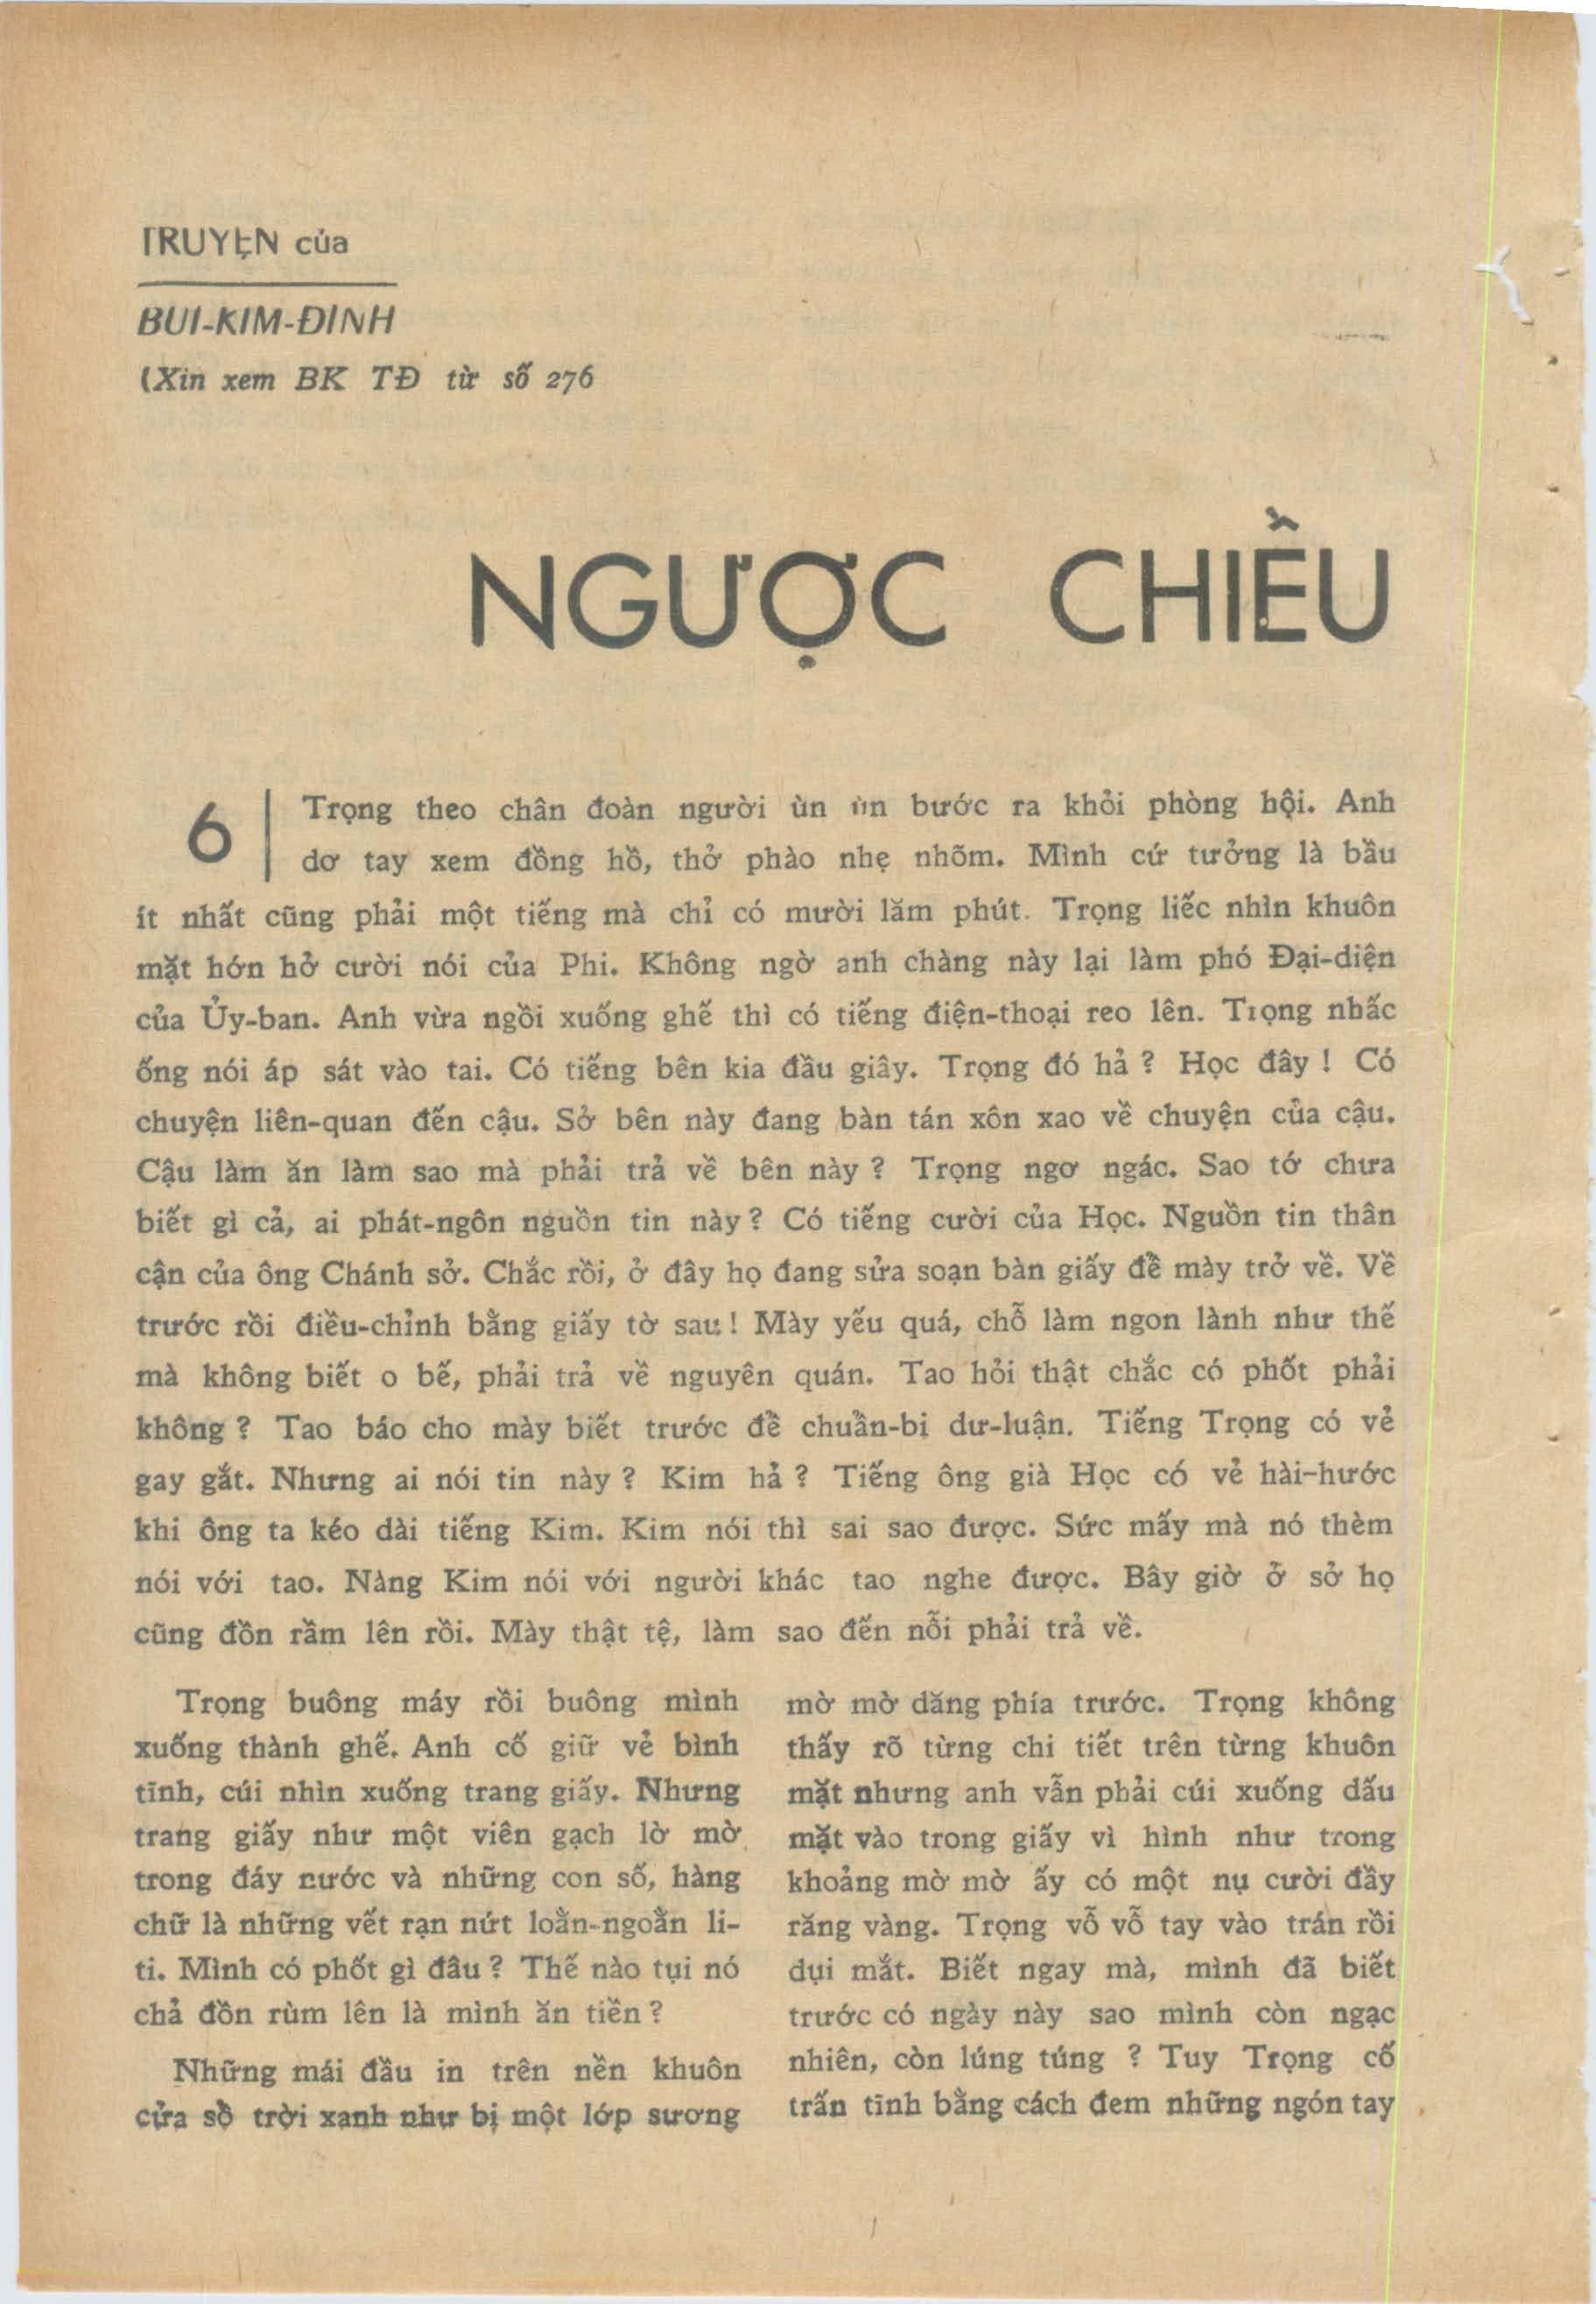 TRUYỆN của
BUI-KIM-ĐINH
(Xin xem BK TĐ từ số 276
NGƯỢC CHIỀU
6
Trọng theo chân đoàn người ùn ùn bước ra khỏi phòng hội. Anh
dơ tay xem đồng hồ, thở phào nhẹ nhõm. Mình cứ tưởng là bầu
ít nhất cũng phải một tiếng mà chỉ có mười lăm phút. Trọng liếc nhìn khuôn
mặt hớn hở cười nói của Phi. Không ngờ anh chàng này lại làm phó Đại-diện
của Ủy-ban. Anh vừa ngồi xuống ghế thì có tiếng điện-thoại reo lên. Trọng nhấc
ống nói áp sát vào tai. Có tiếng bên kia đầu giây. Trọng đó hả ? Học đây ! Có
chuyện liên-quan đến cậu. Sở bên này đang bàn tán xôn xao về chuyện của cậu.
Cậu làm ăn làm sao mà phải trả về bên này ? Trọng ngơ ngác. Sao tớ chưa
biết gì cả, ai phát-ngôn nguồn tin này ? Có tiếng cười của Học. Nguồn tin thân
cận của ông Chánh sở. Chắc rồi, ở đây họ đang sửa soạn bàn giấy để mày trở về. Về
trước rồi điều-chỉnh bằng giấy tờ sau ! Mày yếu quá, chỗ làm ngon lành như thế
mà không biết o bế, phải trả về nguyên quán. Tao hỏi thật chắc có phốt phải
không ? Tao báo cho mày biết trước để chuẩn-bị dư-luận. Tiếng Trọng có vẻ
gay gắt. Nhưng ai nói tin này ? Kim hả ? Tiếng ông già Học có vẻ hài-hước
khi ông ta kéo dài tiếng Kim. Kim nói thì sai sao được. Sức mấy mà nó thèm
nói với tao. Nàng Kim nói với người khác tao nghe được. Bây giờ ở sở họ
cũng đồn rầm lên rồi. Mày thật tệ, làm sao đến nỗi phải trả về.
Trọng buông máy rồi buông mình
xuống thành ghế. Anh cố giữ vẻ bình
tĩnh, cúi nhìn xuống trang giấy. Nhưng
trang giấy như một viên gạch lờ mờ
trong đáy nước và những con số, hàng
chữ là những vết rạn nứt loằn-ngoằn li-
ti. Mình có phốt gì đâu ? Thế nào tụi nó
chả đồn rùm lên là mình ăn tiền ?
Những mái đầu in trên nền khuôn
cửa sổ trời xanh như bị một lớp sương
mờ mờ dăng phía trước. Trọng không
thấy rõ từng chi tiết trên từng khuôn
mặt nhưng anh vẫn phải cúi xuống dấu
mặt vào trong giấy vì hình như trong
khoảng mờ mờ ấy có một nụ cười đầy
răng vàng. Trọng vỗ vỗ tay vào trán rồi
dụi mắt. Biết ngay mà, mình đã biết
trước có ngày này sao mình còn ngạc
nhiên, còn lúng túng ? Tuy Trọng cố
trấn tĩnh bằng cách đem những ngón tay